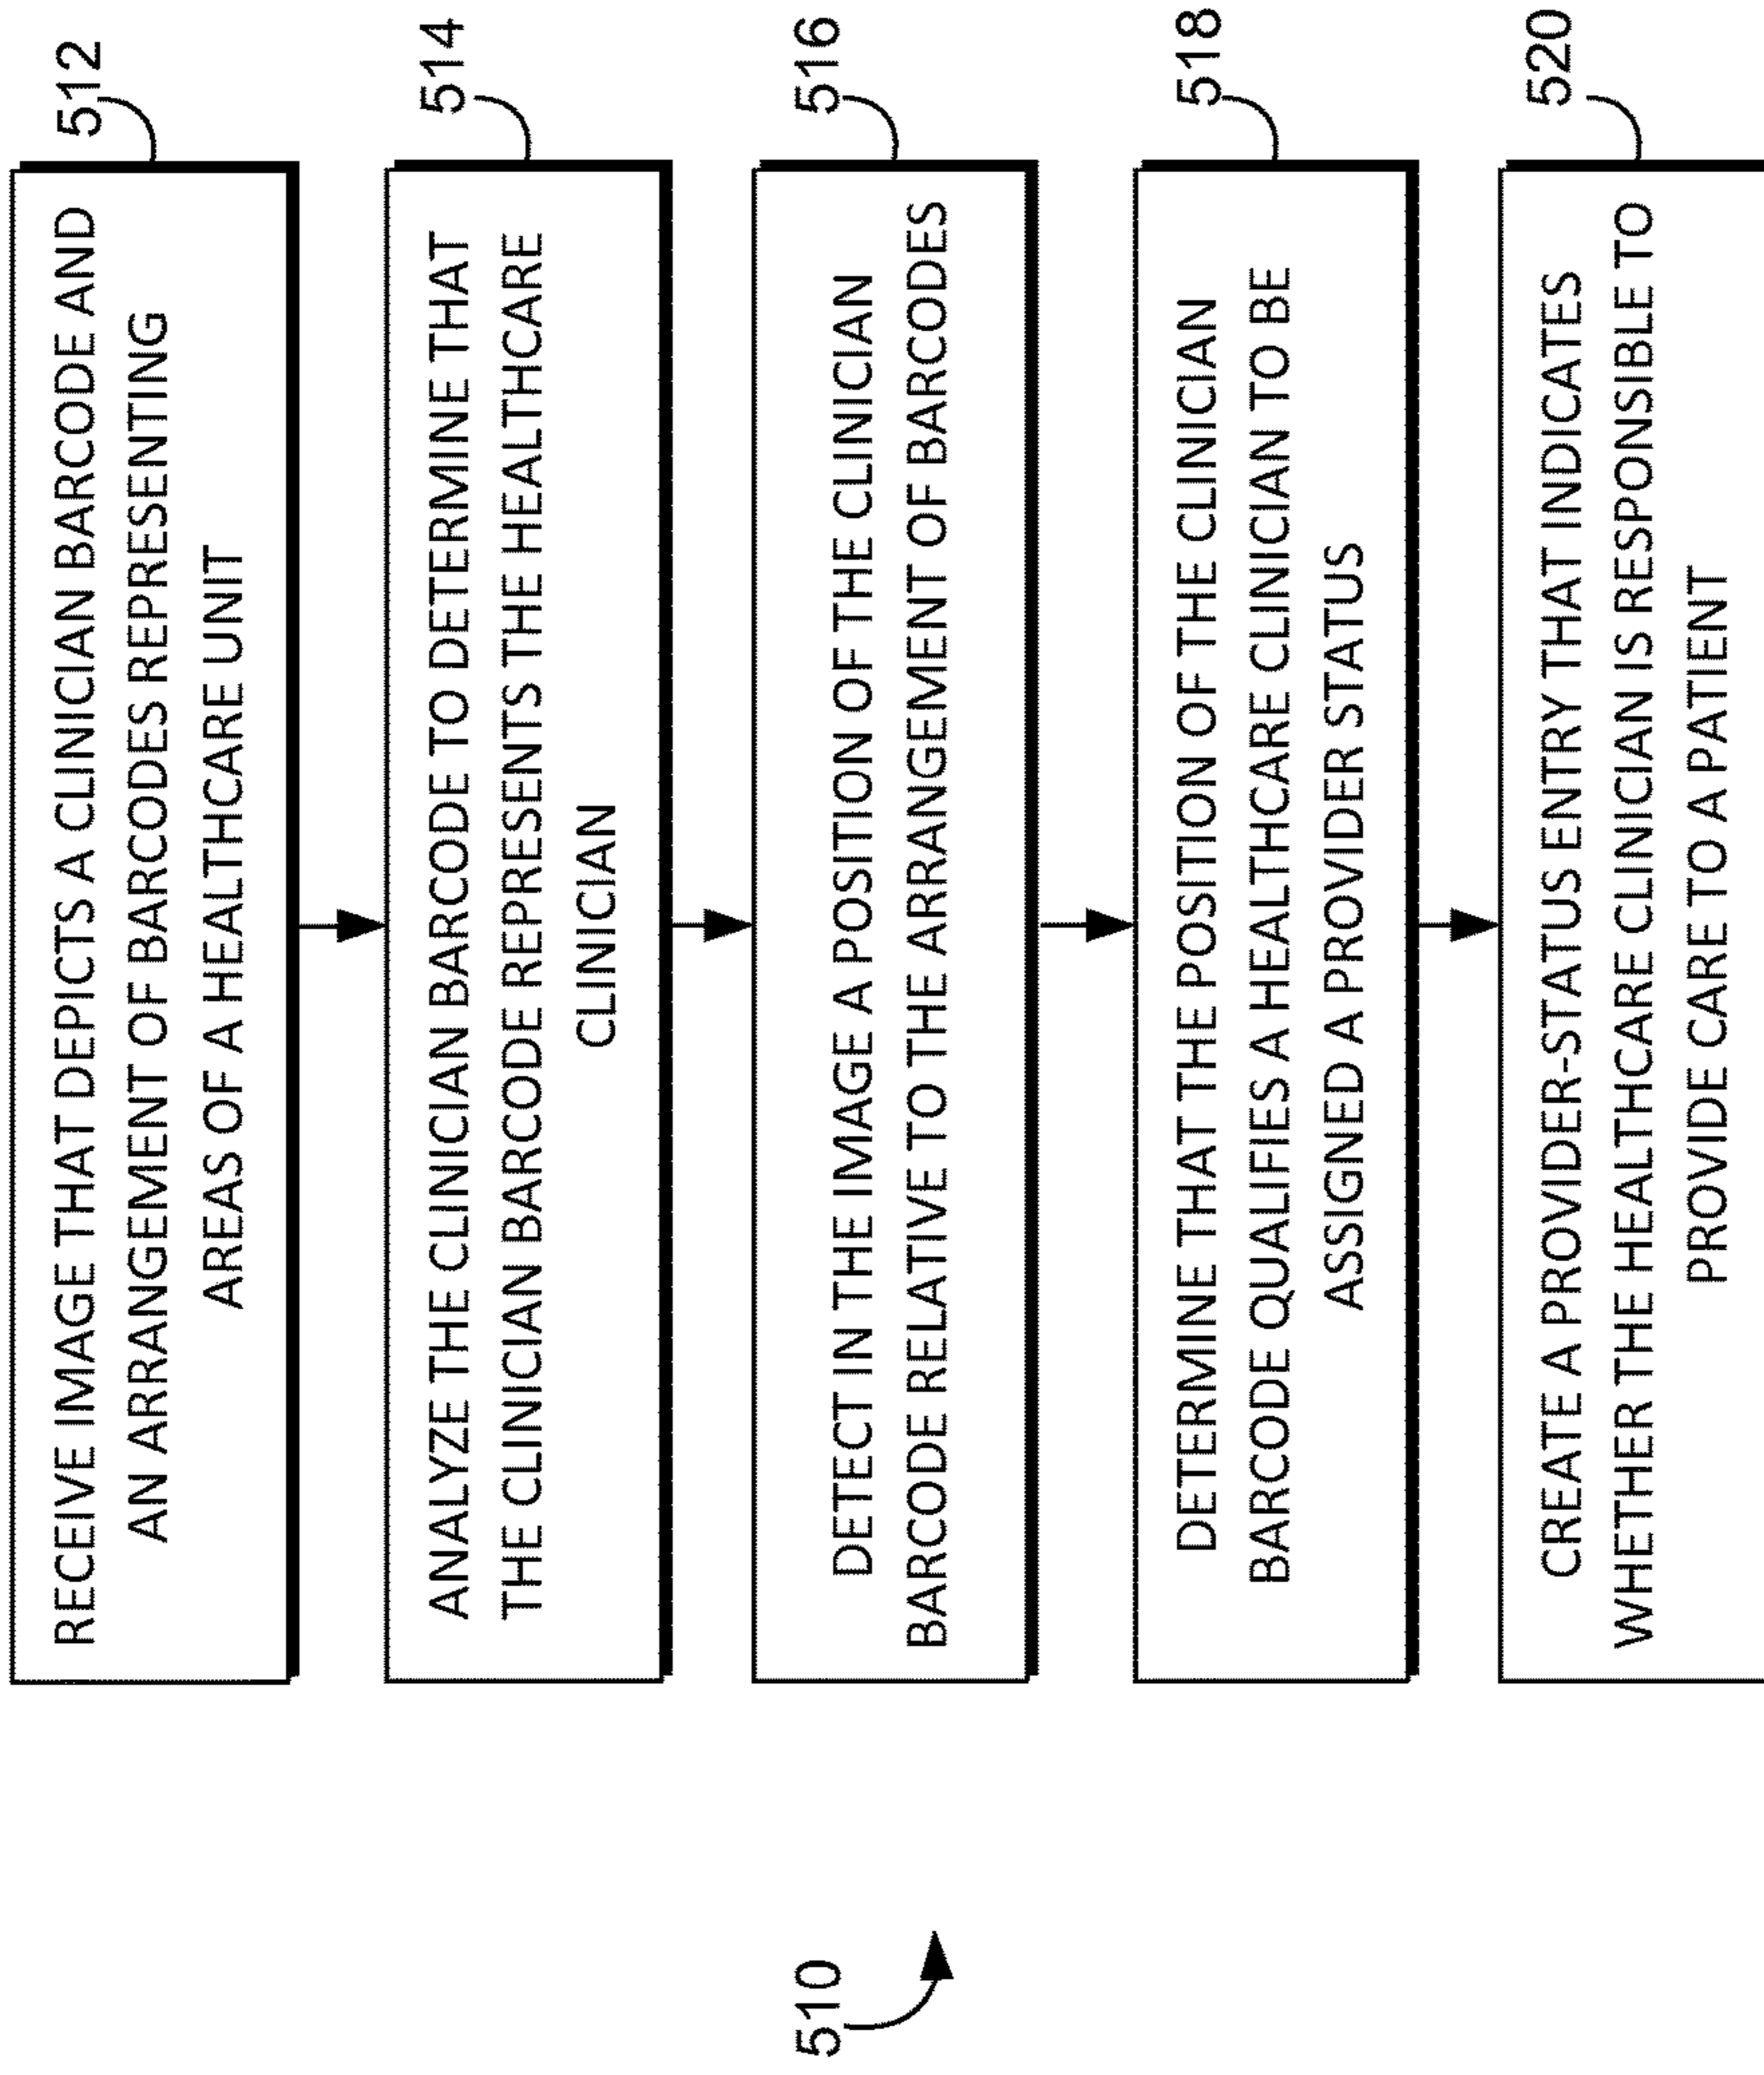 510
512
RECEIVE IMAGE THAT DEPICTS A CLINICIAN BARCODE AND
AN ARRANGEMENT OF BARCODES REPRESENTING
AREAS OF A HEALTHCARE UNIT
514
ANALYZE THE CLINICIAN BARCODE TO DETERMINE THAT
THE CLINICIAN BARCODE REPRESENTS THE HEALTHCARE
CLINICIAN
516
DETECT IN THE IMAGE A POSITION OF THE CLINICIAN
BARCODE RELATIVE TO THE ARRANGEMENT OF BARCODES
518
DETERMINE THAT THE POSITION OF THE CLINICIAN
BARCODE QUALIFIES A HEALTHCARE CLINICIAN TO BE
ASSIGNED A PROVIDER STATUS
520
CREATE A PROVIDER-STATUS ENTRY THAT INDICATES
WHETHER THE HEALTHCARE CLINICIAN IS RESPONSIBLE TO
PROVIDE CARE TO A PATIENT